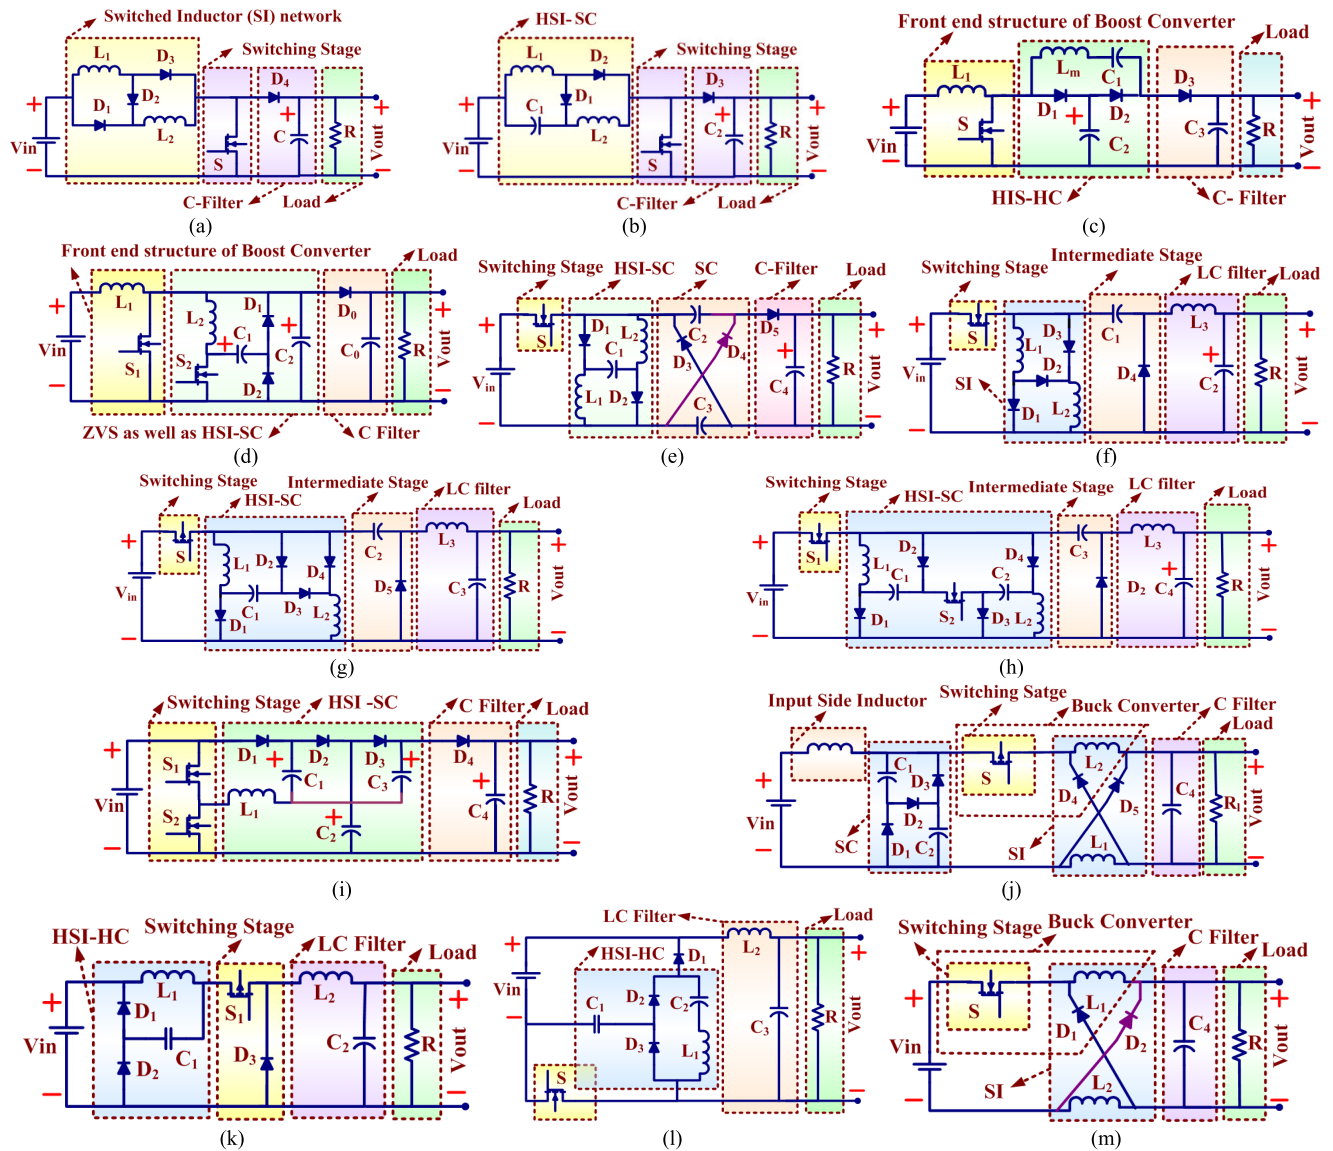 Switched Inductor (SI) network
Switching Stage
L1
D3
D4
D1
D2
L2
S
C
R
Vin
Vout
+
−
+
+
−
C-Filter
Load
(a)
HSI-SC
Switching Stage
L1
D2
D3
D1
C1
L2
S
C2
R
Vin
Vout
+
−
+
+
−
C-Filter
Load
(b)
Front end structure of Boost Converter
Load
L1
Lm
C1
D3
S
D1
D2
C2
C3
R
Vin
Vout
+
−
+
+
−
HIS-HC
C- Filter
(c)
Front end structure of Boost Converter
Load
L1
L2
D1
D0
C1
C2
S2
S1
D2
C0
R
Vin
Vout
+
−
+
+
+
−
ZVS as well as HSI-SC
C Filter
(d)
Switching Stage
HSI-SC
SC
C-Filter
Load
S
D1
L2
C1
L1
D2
C2
D3
D4
D5
C3
C4
R
Vin
Vout
+
−
+
+
−
(e)
Switching Stage
Intermediate Stage
LC filter
Load
S
D3
L1
D2
SI
D1
L2
C1
D4
L3
C2
R
Vin
Vout
+
−
+
+
−
(f)
Switching Stage
HSI-SC
Intermediate Stage
LC filter
Load
S
L1
D2
D4
C1
D3
D1
L2
C2
D5
L3
C3
R
Vin
Vout
+
−
+
−
(g)
Switching Stage
HSI-SC
Intermediate Stage
LC filter
Load
S1
D2
D4
L1
C1
C2
S2
D1
D3
L2
C3
L3
D2
C4
R
Vin
Vout
+
−
+
+
−
(h)
Switching Stage
HSI -SC
C Filter
Load
S1
D1
D2
D3
D4
C1
C3
S2
L1
C2
C4
R
Vin
Vout
+
−
+
+
+
+
+
−
(i)
Input Side Inductor
Switching Satge
Buck Converter
C Filter
Load
C1
D3
S
L2
D2
D4
D5
C4
R1
D1
C2
L1
SC
SI
Vin
Vout
+
−
+
−
(j)
HSI-HC
Switching Stage
LC Filter
Load
L1
D1
S1
L2
C1
D2
D3
C2
R
Vin
Vout
+
−
+
−
(k)
LC Filter
Load
HSI-HC
D1
L2
C1
D2
C2
D3
L1
C3
S
R
Vin
Vout
+
−
+
−
(l)
Switching Stage
Buck Converter
C Filter
Load
S
L1
D1
D2
C4
L2
SI
R
Vin
Vout
+
−
+
−
(m)